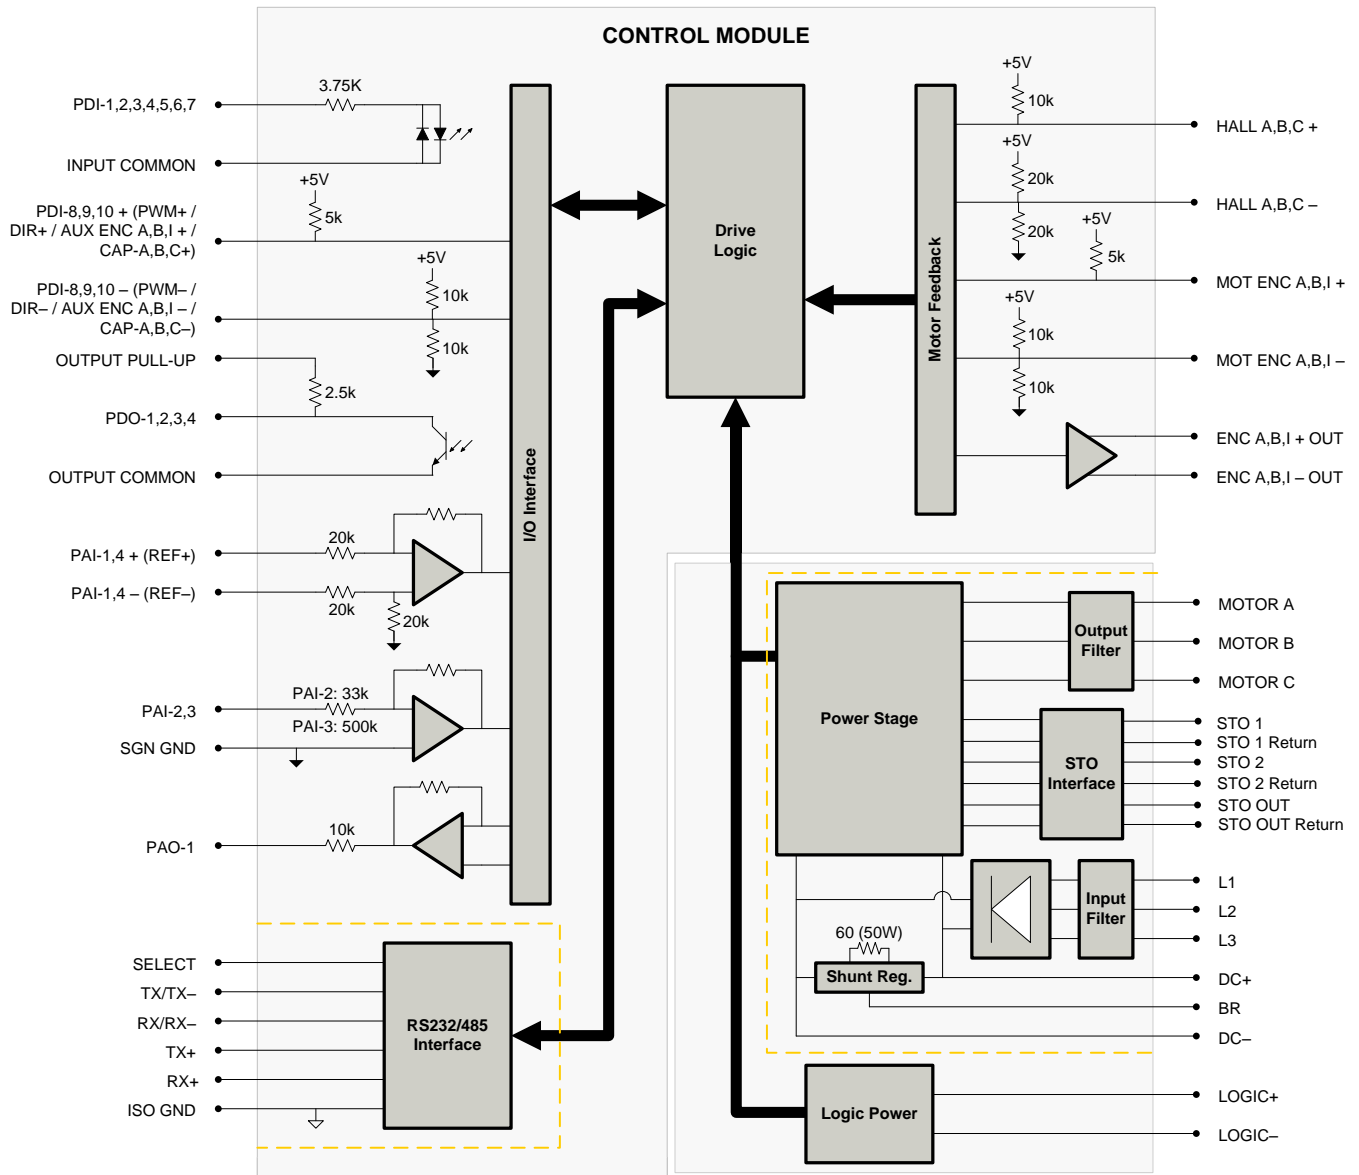 CONTROL MODULE
PDI-1,2,3,4,5,6,7
3.75K
INPUT COMMON
+5V
5k
PDI-8,9,10 + (PWM+ /
DIR+ / AUX ENC A,B,I + /
CAP-A,B,C+)
+5V
10k
10k
PDI-8,9,10 – (PWM– /
DIR– / AUX ENC A,B,I – /
CAP-A,B,C–)
OUTPUT PULL-UP
2.5k
PDO-1,2,3,4
OUTPUT COMMON
PAI-1,4 + (REF+)
20k
PAI-1,4 – (REF–)
20k
20k
PAI-2,3
PAI-2: 33k
PAI-3: 500k
SGN GND
PAO-1
10k
I/O Interface
SELECT
TX/TX–
RX/RX–
TX+
RX+
ISO GND
RS232/485
Interface
Drive
Logic
Motor Feedback
+5V
10k
HALL A,B,C +
+5V
20k
20k
HALL A,B,C –
+5V
5k
MOT ENC A,B,I +
+5V
10k
10k
MOT ENC A,B,I –
ENC A,B,I + OUT
ENC A,B,I – OUT
Power Stage
Output
Filter
MOTOR A
MOTOR B
MOTOR C
STO
Interface
STO 1
STO 1 Return
STO 2
STO 2 Return
STO OUT
STO OUT Return
Input
Filter
L1
L2
L3
60 (50W)
Shunt Reg.
DC+
BR
DC–
Logic Power
LOGIC+
LOGIC–